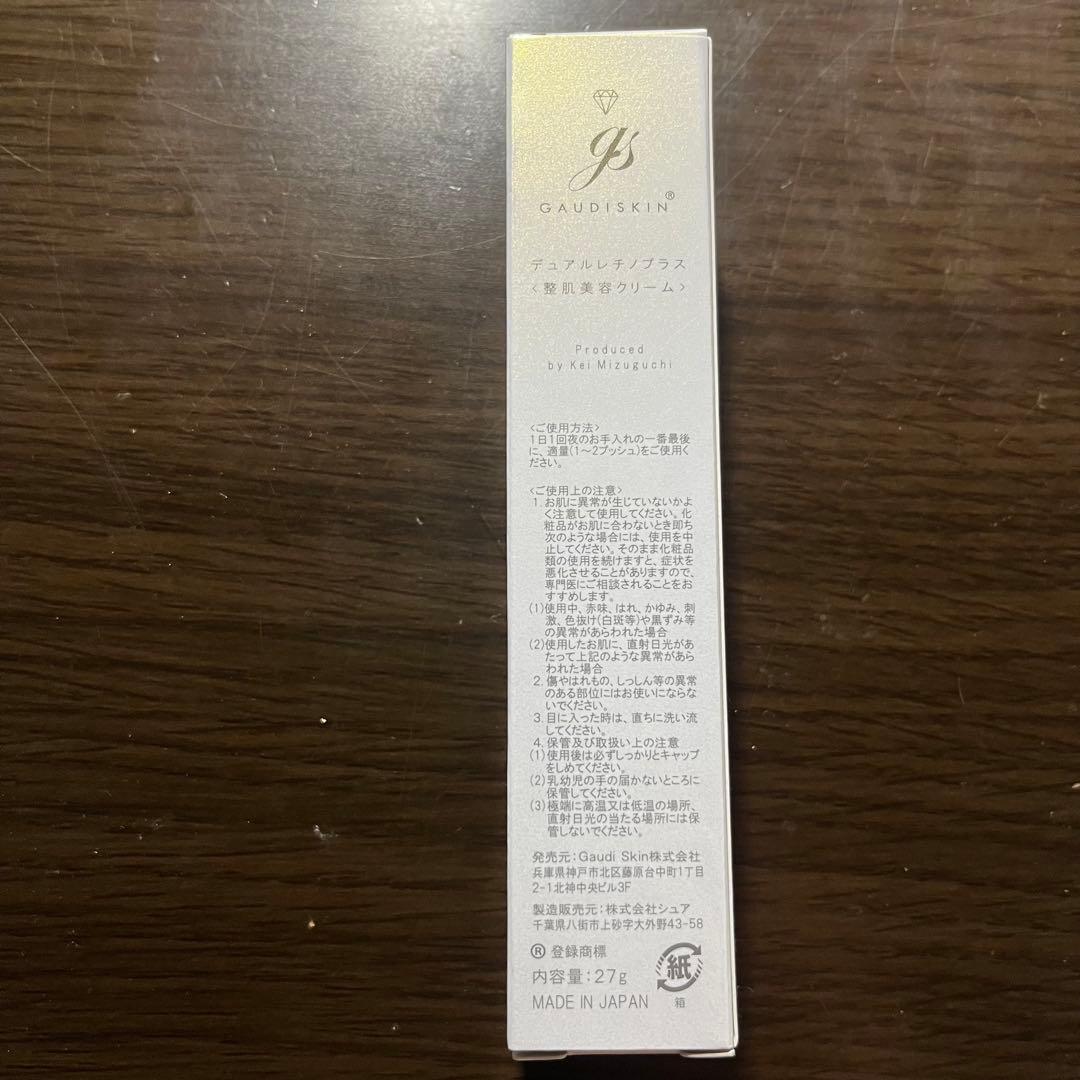 gs
GAUDISKIN®
デュアルレチノプラス
<整肌美容クリーム>
Produced
by Kei Mizuguchi
<ご使用方法>
1日1回夜のお手入れの一番最後
に、適量(1～2プッシュ)をご使用く
ださい。
<ご使用上の注意>
1. お肌に異常が生じていないかよ
く注意して使用してください。化
粧品がお肌に合わないとき即ち
次のような場合には、使用を中
止してください。そのまま化粧品
類の使用を続けますと、症状を
悪化させることがありますので、
専門医にご相談されることをお
すすめします。
(1)使用中、赤味、はれ、かゆみ、刺
激、色抜け(白斑等)や黒ずみ等
の異常があらわれた場合
(2)使用したお肌に、直射日光があ
たって上記のような異常があら
われた場合
2. 傷やはれもの、しっしん等の異常
のある部位にはお使いにならな
いでください。
3. 目に入った時は、直ちに洗い流
してください。
4. 保管及び取扱い上の注意
(1)使用後は必ずしっかりとキャップ
をしめてください。
(2)乳幼児の手の届かないところに
保管してください。
(3)極端に高温又は低温の場所、
直射日光の当たる場所には保
管しないでください。
発売元:Gaudi Skin株式会社
兵庫県神戸市北区藤原台中町1丁目
2-1北神中央ビル3F
製造販売元:株式会社シュア
千葉県八街市上砂字大外野43-58
® 登録商標
内容量:27g
MADE IN JAPAN
紙
箱